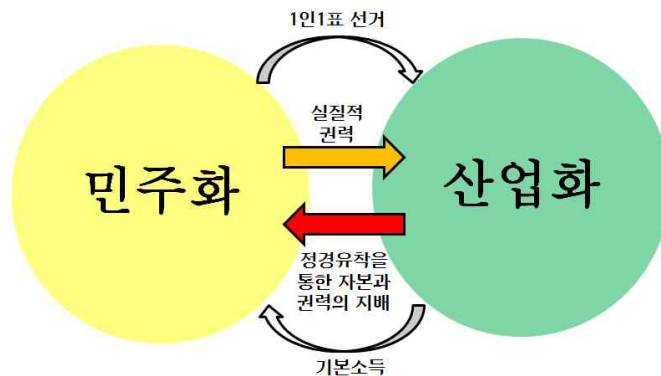 1인1표 선거
실질적
권력
민주화
산업화
정경유착을
통한 자본과
권력의 지배
기본소득